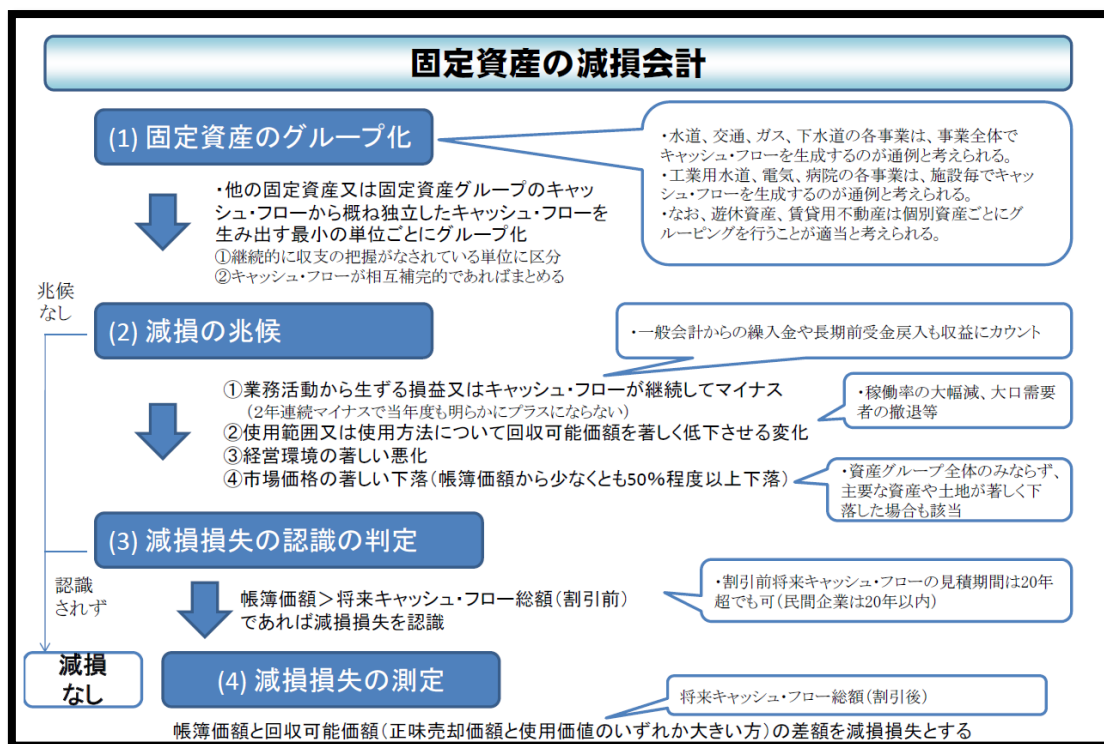 固定資産の減損会計
(1) 固定資産のグループ化
・水道、交通、ガス、下水道の各事業は、事業全体で
キャッシュ・フローを生成するのが通例と考えられる。
・工業用水道、電気、病院の各事業は、施設毎でキャッ
シュ・フローを生成するのが通例と考えられる。
・なお、遊休資産、賃貸用不動産は個別資産ごとにグ
ルーピングを行うことが適当と考えられる。
・他の固定資産又は固定資産グループのキャッ
シュ・フローから概ね独立したキャッシュ・フローを
生み出す最小の単位ごとにグループ化
①継続的に収支の把握がなされている単位に区分
②キャッシュ・フローが相互補完的であればまとめる
兆候
なし
(2) 減損の兆候
・一般会計からの繰入金や長期前受金戻入も収益にカウント
①業務活動から生ずる損益又はキャッシュ・フローが継続してマイナス
（2年連続マイナスで当年度も明らかにプラスにならない）
②使用範囲又は使用方法について回収可能価額を著しく低下させる変化
③経営環境の著しい悪化
④市場価格の著しい下落（帳簿価額から少なくとも50％程度以上下落）
・稼働率の大幅減、大口需要
者の撤退等
・資産グループ全体のみならず、
主要な資産や土地が著しく下
落した場合も該当
(3) 減損損失の認識の判定
認識
されず
帳簿価額＞将来キャッシュ・フロー総額（割引前）
であれば減損損失を認識
・割引前将来キャッシュ・フローの見積期間は20年
超でも可（民間企業は20年以内）
減損
なし
(4) 減損損失の測定
将来キャッシュ・フロー総額（割引後）
帳簿価額と回収可能価額（正味売却価額と使用価値のいずれか大きい方）の差額を減損損失とする